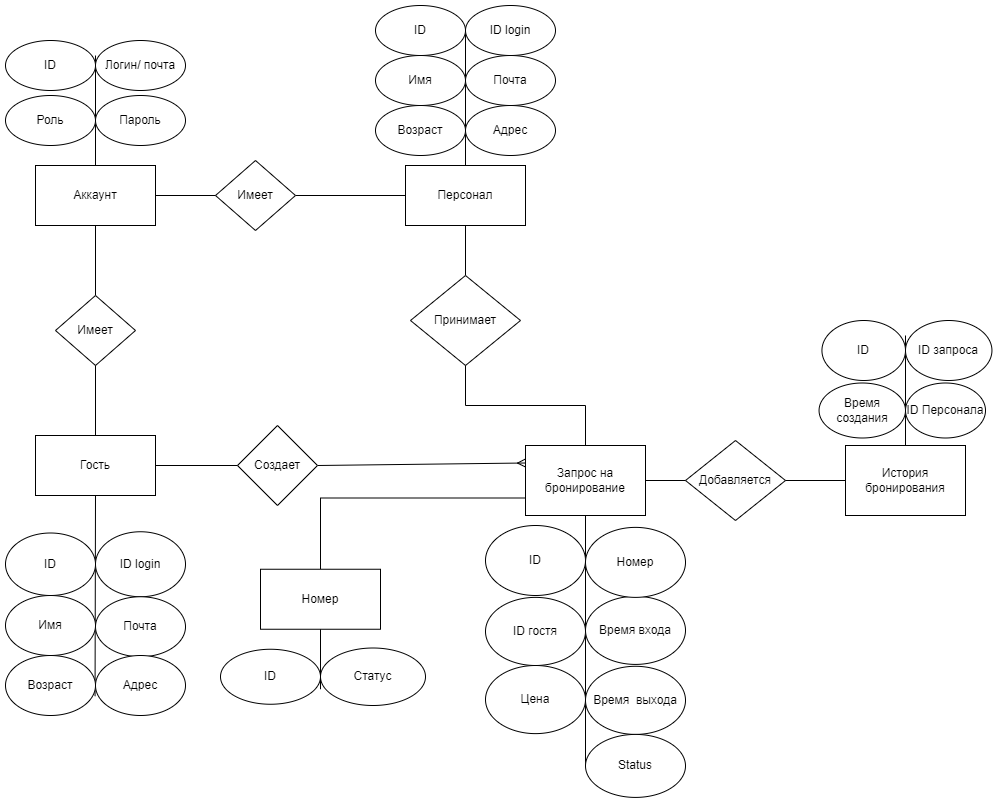 ID
ID login
Имя
Почта
Возраст
Адрес
ID
Логин/ почта
Роль
Пароль
Аккаунт
Имеет
Персонал
Имеет
Принимает
ID
ID запроса
Время
создания
ID Персонала
Гость
Создает
Запрос на
бронирование
Добавляется
История
бронирования
ID
ID login
Имя
Почта
Возраст
Адрес
Номер
ID
Статус
ID
Номер
ID гостя
Время входа
Цена
Время выхода
Status